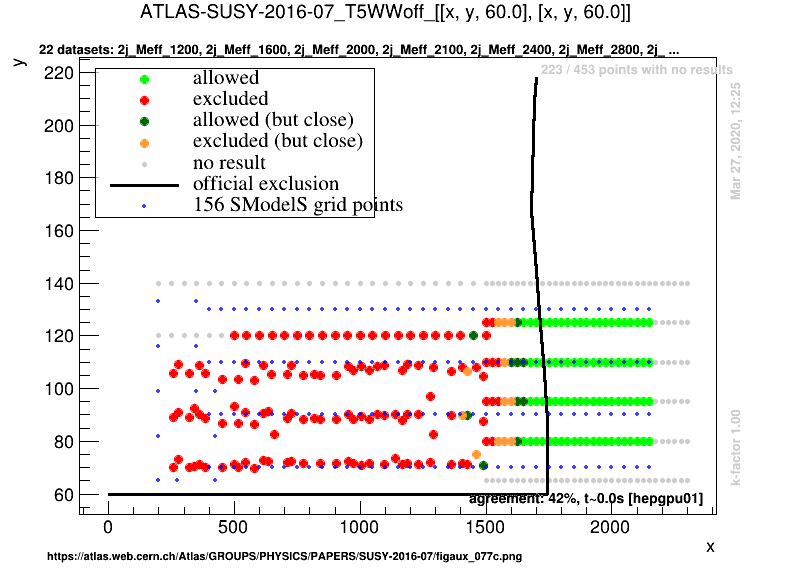 ATLAS-SUSY-2016-07_T5WWoff_[[x, y, 60.0], [x, y, 60.0]]
22 datasets: 2j_Meff_1200, 2j_Meff_1600, 2j_Meff_2000, 2j_Meff_2100, 2j_Meff_2400, 2j_Meff_2800, 2j_ ...
y
223 / 453 points with no results
allowed
excluded
allowed (but close)
excluded (but close)
no result
official exclusion
156 SModelS grid points
220
200
180
160
140
120
100
80
60
Mar 27, 2020, 12:25
k-factor 1.00
agreement: 42%, t~0.0s [hepgpu01]
0 500 1000 1500 2000
x
https://atlas.web.cern.ch/Atlas/GROUPS/PHYSICS/PAPERS/SUSY-2016-07/figaux_077c.png